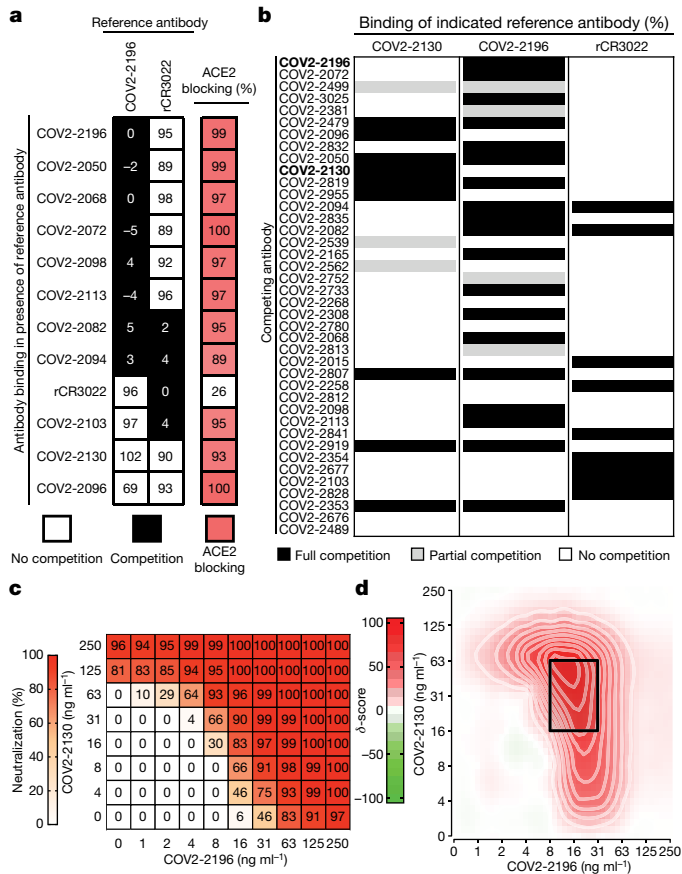 a
Reference antibody
COV2-2196
rCR3022
ACE2
blocking (%)
Antibody binding in presence of reference antibody
COV2-2196 0 95 99
COV2-2050 −2 89 99
COV2-2068 0 98 97
COV2-2072 −5 89 100
COV2-2098 4 92 97
COV2-2113 −4 96 97
COV2-2082 5 2 95
COV2-2094 3 4 89
rCR3022 96 0 26
COV2-2103 97 4 95
COV2-2130 102 90 93
COV2-2096 69 93 100
No competition
Competition
ACE2
blocking
b
Binding of indicated reference antibody (%)
COV2-2130 COV2-2196 rCR3022
Competing antibody
COV2-2196
COV2-2072
COV2-2499
COV2-3025
COV2-2381
COV2-2479
COV2-2096
COV2-2832
COV2-2050
COV2-2130
COV2-2819
COV2-2955
COV2-2094
COV2-2835
COV2-2082
COV2-2539
COV2-2165
COV2-2562
COV2-2752
COV2-2733
COV2-2268
COV2-2308
COV2-2780
COV2-2068
COV2-2813
COV2-2015
COV2-2807
COV2-2258
COV2-2812
COV2-2098
COV2-2113
COV2-2841
COV2-2919
COV2-2354
COV2-2677
COV2-2103
COV2-2828
COV2-2353
COV2-2676
COV2-2489
Full competition Partial competition No competition
c
Neutralization (%)
100
80
60
40
20
0
COV2-2130 (ng ml⁻¹)
250 96 94 95 99 99 100 100 100 100 100
125 81 83 85 94 95 100 100 100 100 100
63 0 10 29 64 93 96 99 100 100 100
31 0 0 0 4 66 90 99 99 100 100
16 0 0 0 0 30 83 97 99 100 100
8 0 0 0 0 0 66 91 98 99 100
4 0 0 0 0 0 46 75 93 99 100
0 0 0 0 0 0 6 46 83 91 97
0 1 2 4 8 16 31 63 125 250
COV2-2196 (ng ml⁻¹)
δ-score
100
50
0
−50
−100
d
COV2-2130 (ng ml⁻¹)
250
125
63
31
16
8
4
0
0 1 2 4 8 16 31 63 125 250
COV2-2196 (ng ml⁻¹)